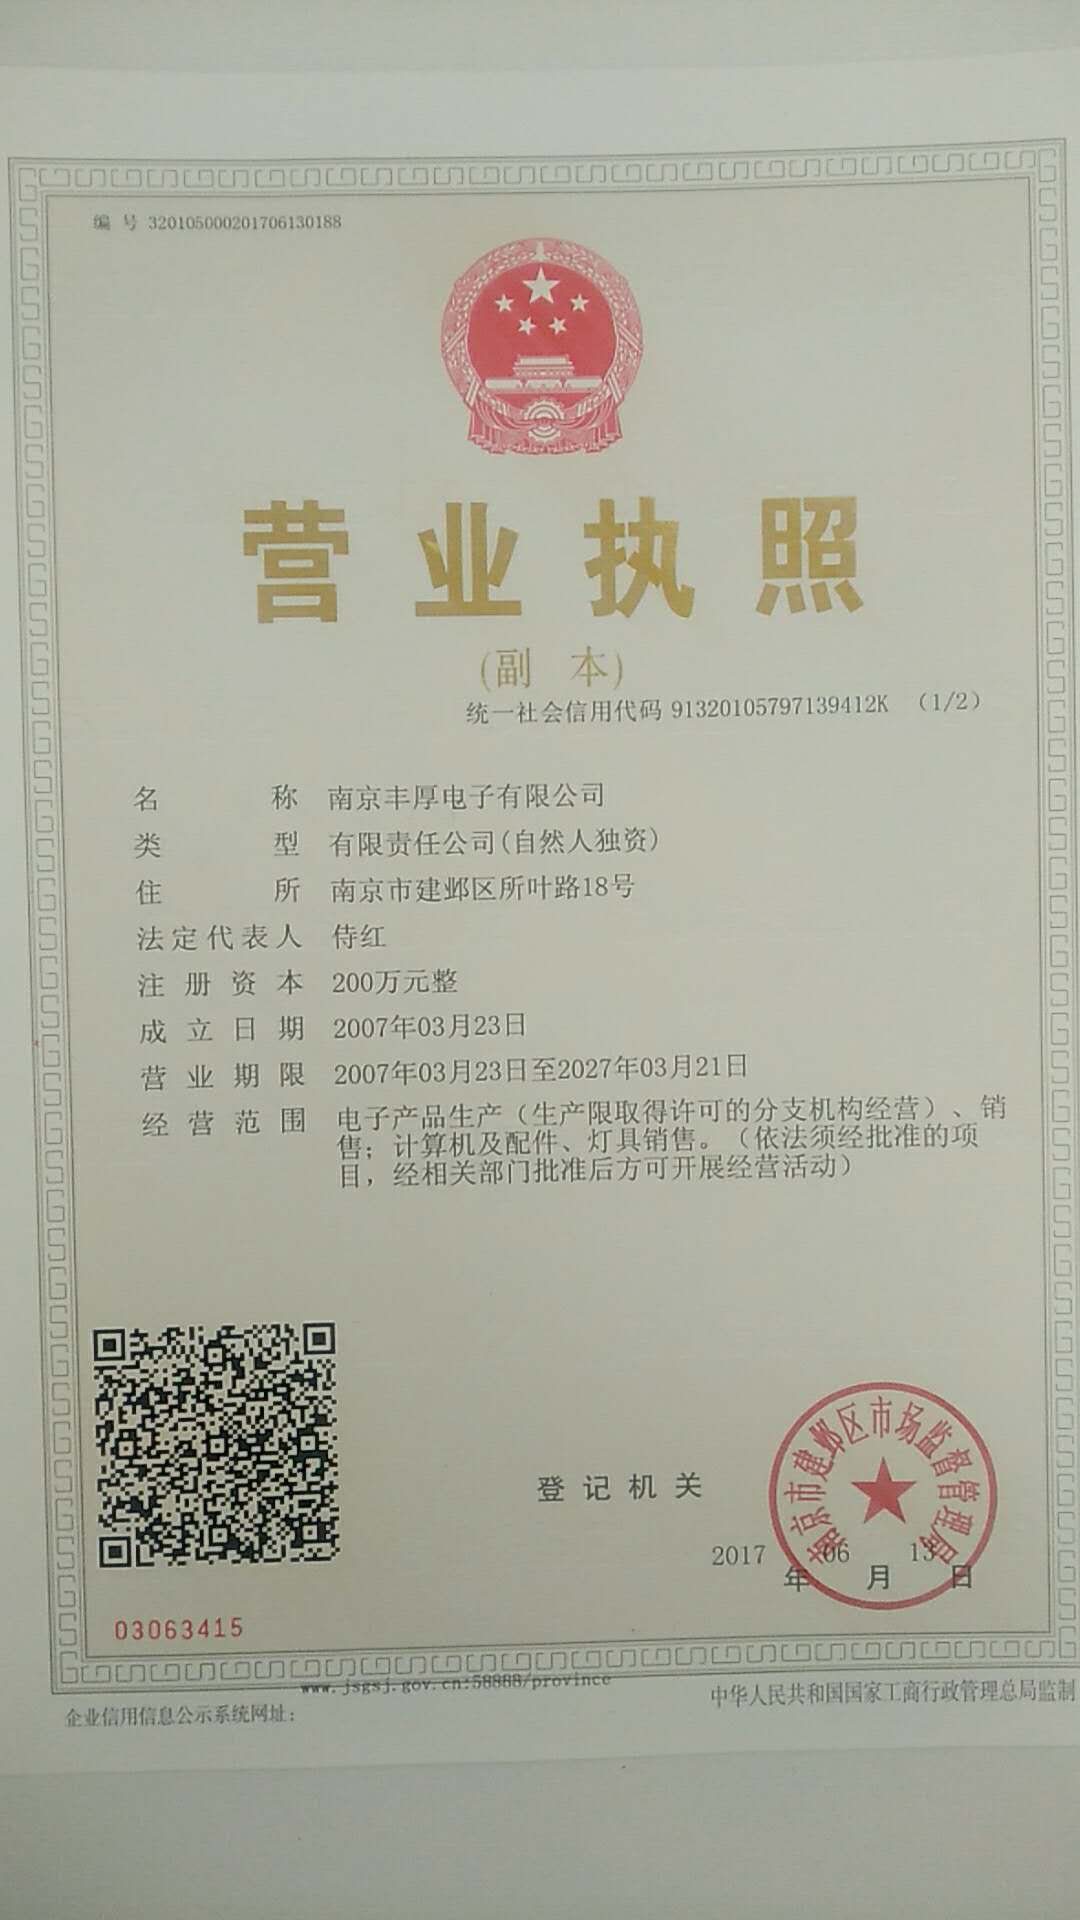 编 号 320105000201706130188
营业执照
(副 本)
统一社会信用代码 91320105797139412K (1/2)
名 称 南京丰厚电子有限公司
类 型 有限责任公司(自然人独资)
住 所 南京市建邺区所叶路18号
法定代表人 侍红
注册资本 200万元整
成立日期 2007年03月23日
营业期限 2007年03月23日至2027年03月21日
经营范围 电子产品生产（生产限取得许可的分支机构经营）、销
售；计算机及配件、灯具销售。（依法须经批准的项
目，经相关部门批准后方可开展经营活动）
登记机关
南京市建邺区市场监督管理局
2017年06月13日
03063415
www.jsgsj.gov.cn:58888/province
企业信用信息公示系统网址：
中华人民共和国国家工商行政管理总局监制